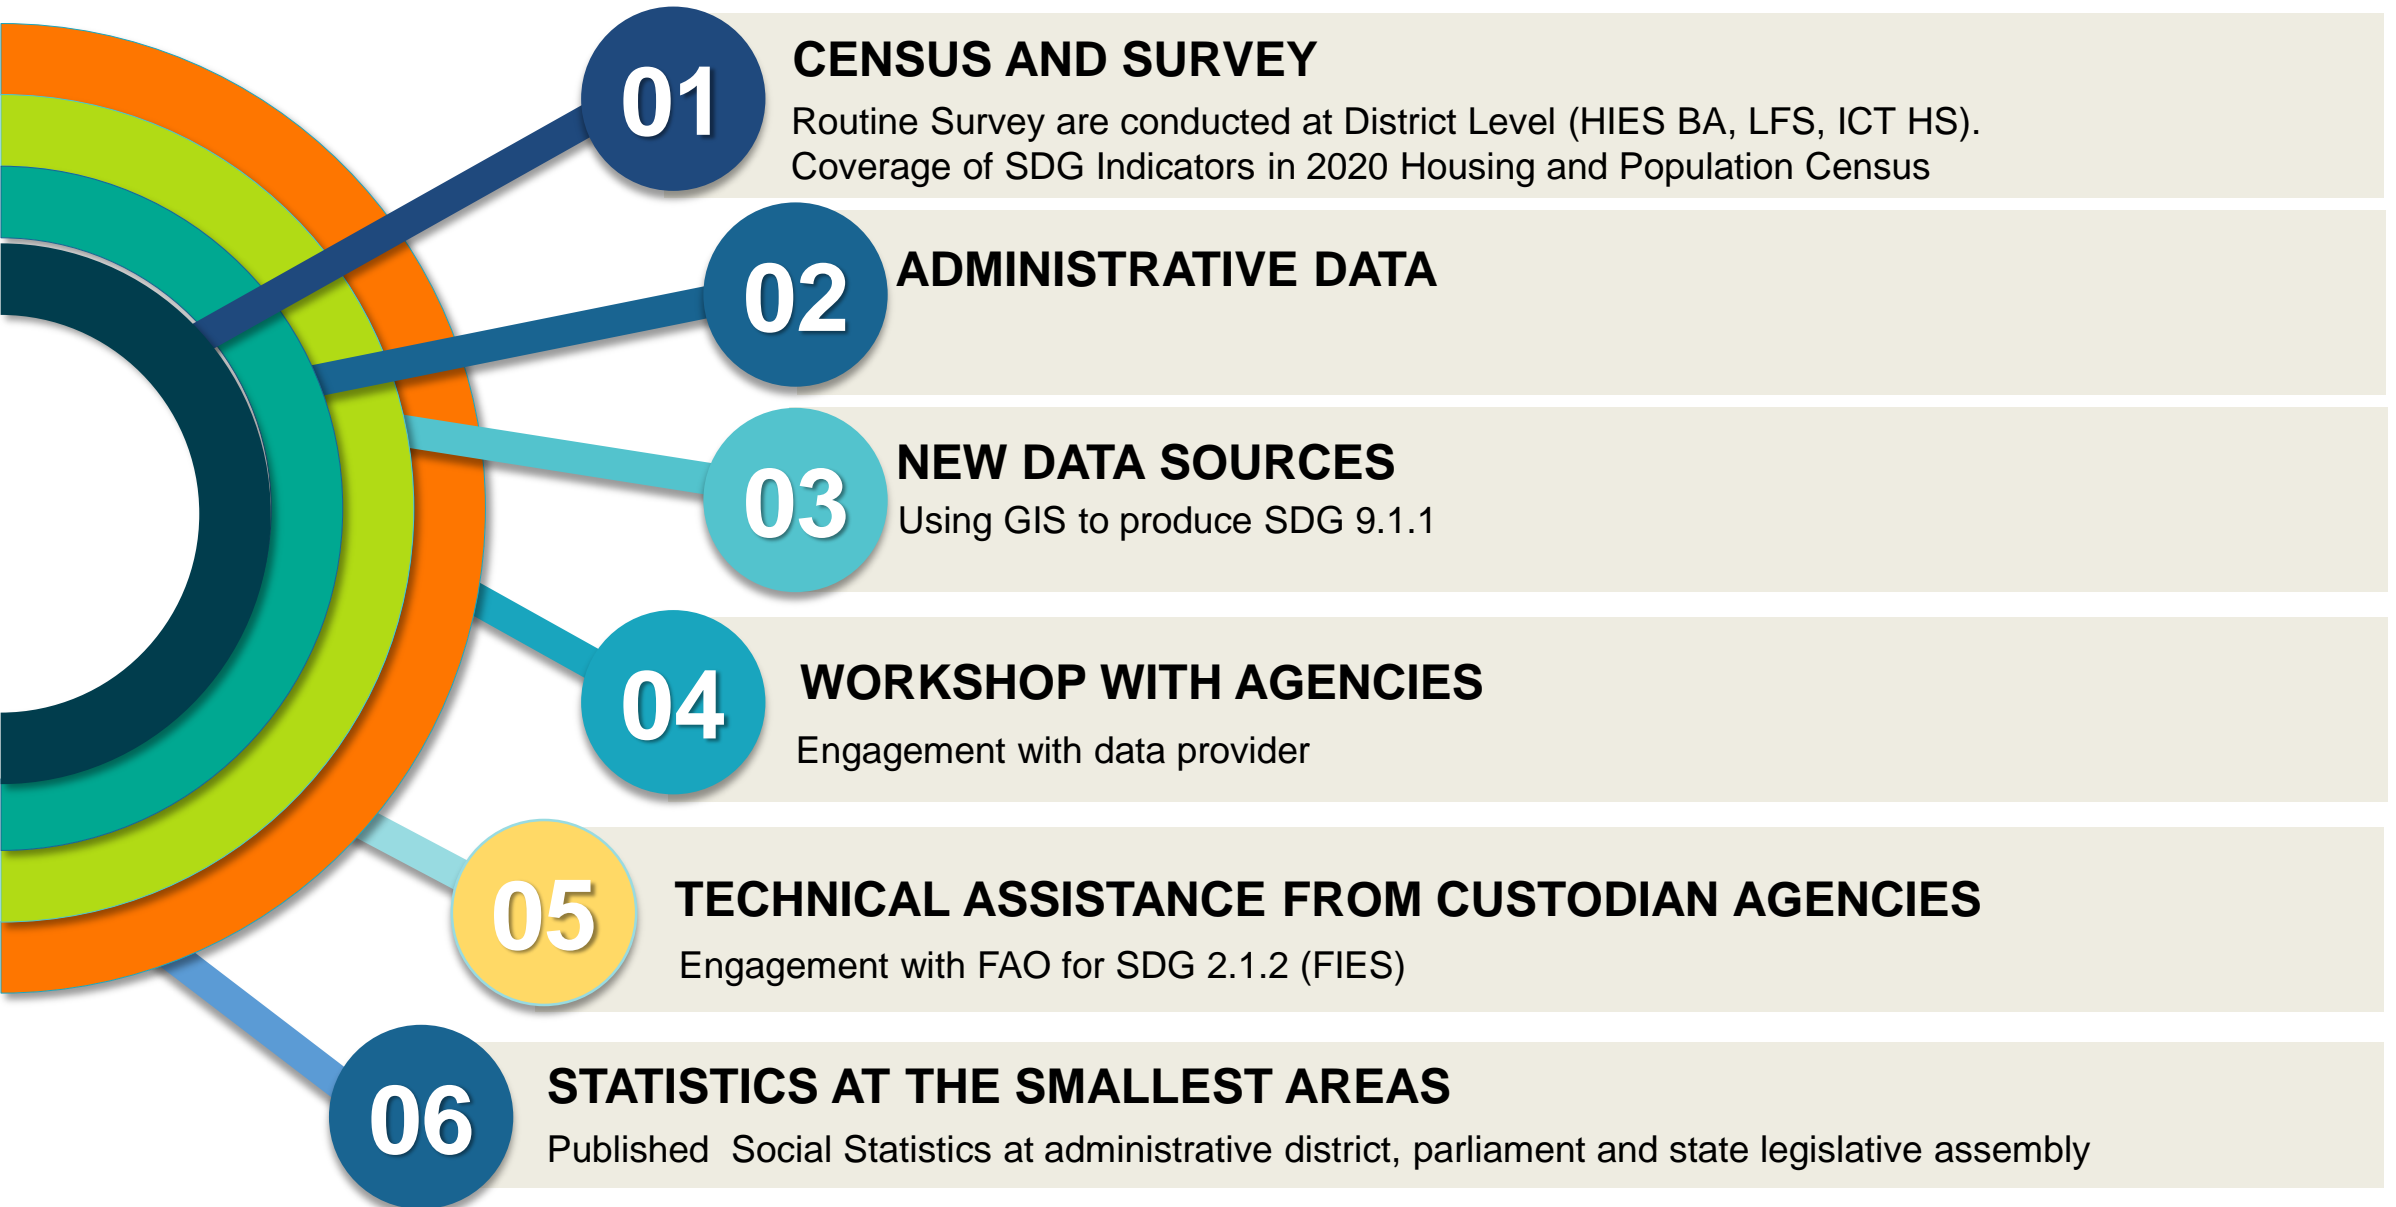 01
CENSUS AND SURVEY
Routine Survey are conducted at District Level (HIES BA, LFS, ICT HS).
Coverage of SDG Indicators in 2020 Housing and Population Census
02
ADMINISTRATIVE DATA
03
NEW DATA SOURCES
Using GIS to produce SDG 9.1.1
04
WORKSHOP WITH AGENCIES
Engagement with data provider
05
TECHNICAL ASSISTANCE FROM CUSTODIAN AGENCIES
Engagement with FAO for SDG 2.1.2 (FIES)
06
STATISTICS AT THE SMALLEST AREAS
Published  Social Statistics at administrative district, parliament and state legislative assembly